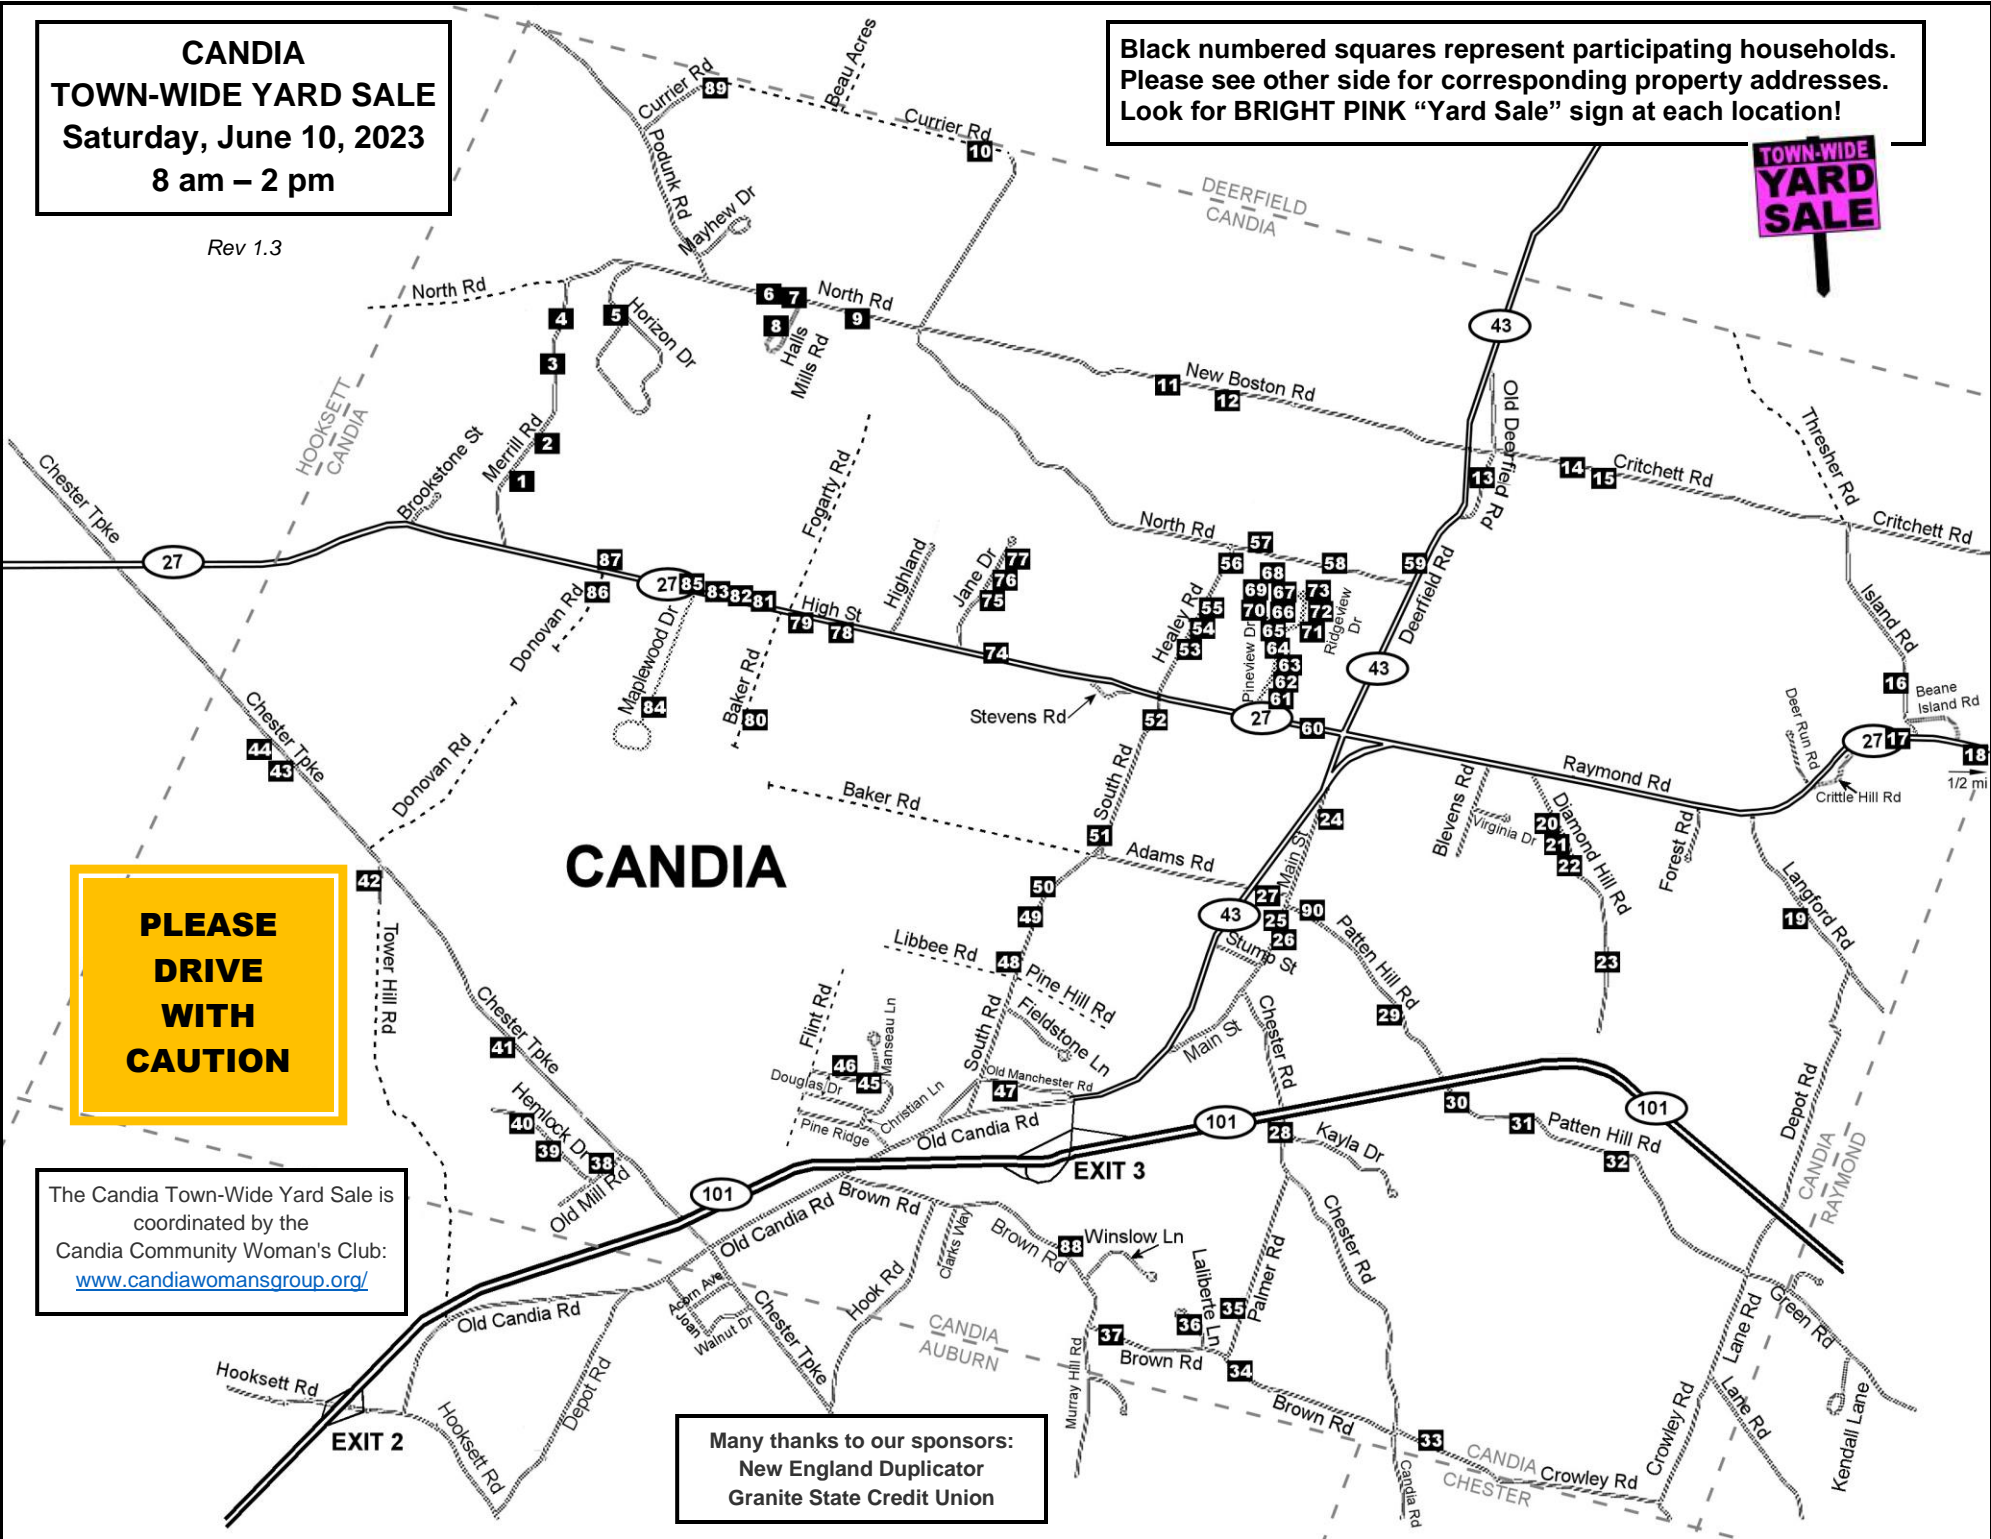 CANDIA
TOWN-WIDE YARD SALE
Saturday, June 10, 2023
8 am – 2 pm
Rev 1.3
Black numbered squares represent participating households.
Please see other side for corresponding property addresses.
Look for BRIGHT PINK “Yard Sale” sign at each location!
TOWN-WIDE
YARD
SALE
Beau Acres
Currier Rd
89
Currier Rd
10
Podunk Rd
Mayhew Dr
DEERFIELD
CANDIA
North Rd
6
7
North Rd
4
5
Horizon Dr
8
Halls
Mills Rd
9
43
3
HOOKSETT
CANDIA
11
New Boston Rd
12
Old Deerfield Rd
Thresher Rd
Chester Tpke
Brookstone St
Merrill Rd
2
1
Fogarty Rd
13
14
15
Critchett Rd
Critchett Rd
North Rd
57
27
87
86
Donovan Rd
27
85
83
82
81
High St
79
78
Highland
Jane Dr
77
76
75
74
56
58
59
68
69
67
73
70
66
72
55
54
53
65
71
64
63
62
61
Healey Rd
Pineview Dr
Ridgeview
Dr
Deerfield Rd
43
Island Rd
16
Beane
Island Rd
Maplewood Dr
84
Baker Rd
80
Stevens Rd
52
27
60
Deer Run Rd
27
17
18
1/2 mi
Crittle Hill Rd
Chester Tpke
44
43
Donovan Rd
Baker Rd
South Rd
51
Adams Rd
24
Main St
Raymond Rd
Blevens Rd
Virginia Dr
20
21
22
Diamond Hill Rd
Forest Rd
Langford Rd
19
23
CANDIA
42
Tower Hill Rd
PLEASE
DRIVE
WITH
CAUTION
50
49
27
43
25
90
26
Stump St
Patten Hill Rd
Libbee Rd
48
Pine Hill Rd
Fieldstone Ln
South Rd
29
Flint Rd
Manseau Ln
Chester Tpke
41
46
45
Douglas Dr
Christian Ln
Pine Ridge
Old Manchester Rd
47
Old Candia Rd
Main St
Chester Rd
Hemlock Dr
40
39
38
Old Mill Rd
101
EXIT 3
101
28
Kayla Dr
30
31
Patten Hill Rd
32
101
Depot Rd
CANDIA
RAYMOND
The Candia Town-Wide Yard Sale is
coordinated by the
Candia Community Woman's Club:
www.candiawomansgroup.org/
Old Candia Rd
Brown Rd
Clarks Way
Brown Rd
88
Winslow Ln
Laliberte Ln
Palmer Rd
Chester Rd
Hook Rd
Acorn Ave
Joan
Walnut Dr
Chester Tpke
Old Candia Rd
CANDIA
AUBURN
35
36
37
Brown Rd
34
Murray Hill Rd
Lane Rd
Green Rd
Hooksett Rd
EXIT 2
Hooksett Rd
Depot Rd
Many thanks to our sponsors:
New England Duplicator
Granite State Credit Union
Brown Rd
33
CANDIA
CHESTER
Candia Rd
Crowley Rd
Crowley Rd
Lane Rd
Kendall Lane